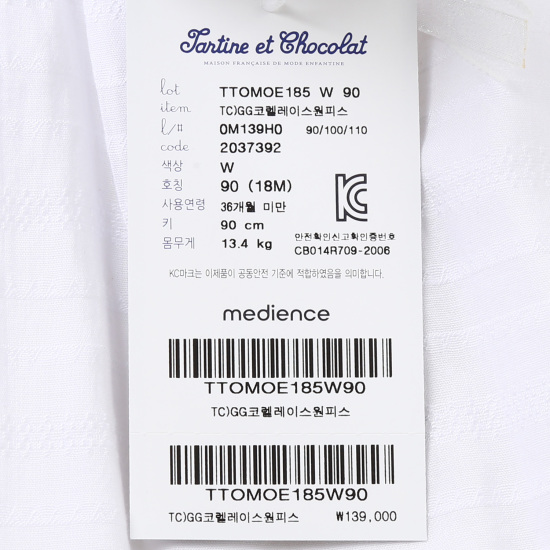 Tartine et Chocolat
MAISON FRANÇAISE DE MODE ENFANTINE
lot TTOMOE185 W 90
item TC)GG코렐레이스원피스
l/# 0M139H0 90/100/110
code 2037392
색상 W
호칭 90 (18M)
사용연령 36개월 미만
키 90 cm
몸무게 13.4 kg
안전확인신고확인증번호
CB014R709-2006
KC마크는 이제품이 공통안전 기준에 적합하였음을 의미합니다.
medience
TTOMOE185W90
TC)GG코렐레이스원피스
TTOMOE185W90
TC)GG코렐레이스원피스 ₩139,000